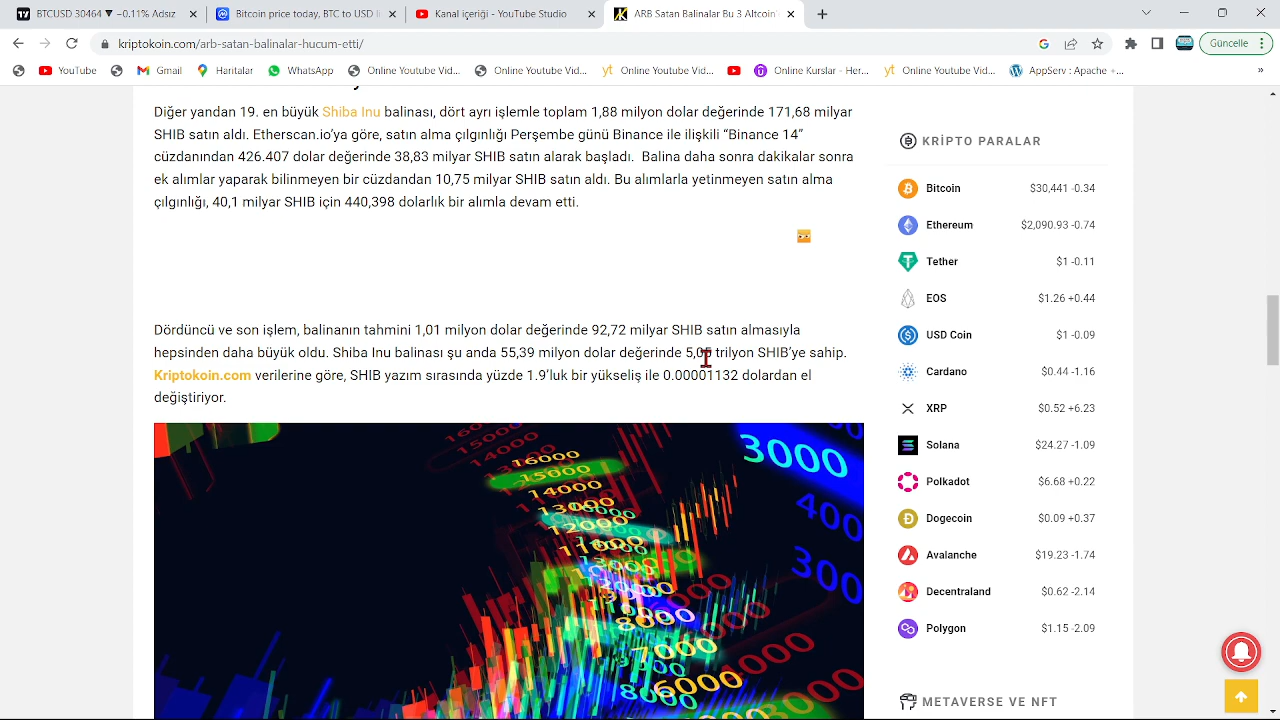 BTCUSD 30464 ▼ −0.11% Adsız
Bitcoin price today, BTC to USD li
Kanal içeriği - YouTube Studio
ARB Satan Balinalar Bu 3 Altcoin
kriptokoin.com/arb-satan-balinalar-hucum-etti/
Güncelle
YouTube
Gmail
Haritalar
WhatsApp
Online Youtube Vid...
Online Youtube Vid...
Online Youtube Vid...
Online Kurslar - Her...
Online Youtube Vid...
AppServ : Apache +...
»
Diğer yandan 19. en büyük Shiba Inu balinası, dört ayrı işlemle toplam 1,88 milyon dolar değerinde 171,68 milyar
SHIB satın aldı. Etherscan.io’ya göre, satın alma çılgınlığı Perşembe günü Binance ile ilişkili “Binance 14”
cüzdanından 426.407 dolar değerinde 38,83 milyar SHIB satın alarak başladı. Balina daha sonra dakikalar sonra
ek alımlar yaparak bilinmeyen bir cüzdandan 10,75 milyar SHIB satın aldı. Bu alımlarla yetinmeyen satın alma
çılgınlığı, 40,1 milyar SHIB için 440,398 dolarlık bir alımla devam etti.
Dördüncü ve son işlem, balinanın tahmini 1,01 milyon dolar değerinde 92,72 milyar SHIB satın almasıyla
hepsinden daha büyük oldu. Shiba Inu balinası şu anda 55,39 milyon dolar değerinde trilyon SHIB’ye sahip.
Kriptokoin.com verilerine göre, SHIB yazım sırasında yüzde 1.9’luk bir yükseliş ile 0.00001132 dolardan el
değiştiriyor.
16000
15000
14000
3000
400
300
8000
7000
6000
KRİPTO PARALAR
Bitcoin $30,441 -0.34
Ethereum $2,090.93 -0.74
Tether $1 -0.11
EOS $1.26 +0.44
USD Coin $1 -0.09
Cardano $0.44 -1.16
XRP $0.52 +6.23
Solana $24.27 -1.09
Polkadot $6.68 +0.22
Dogecoin $0.09 +0.37
Avalanche $19.23 -1.74
Decentraland $0.62 -2.14
Polygon $1.15 -2.09
METAVERSE VE NFT